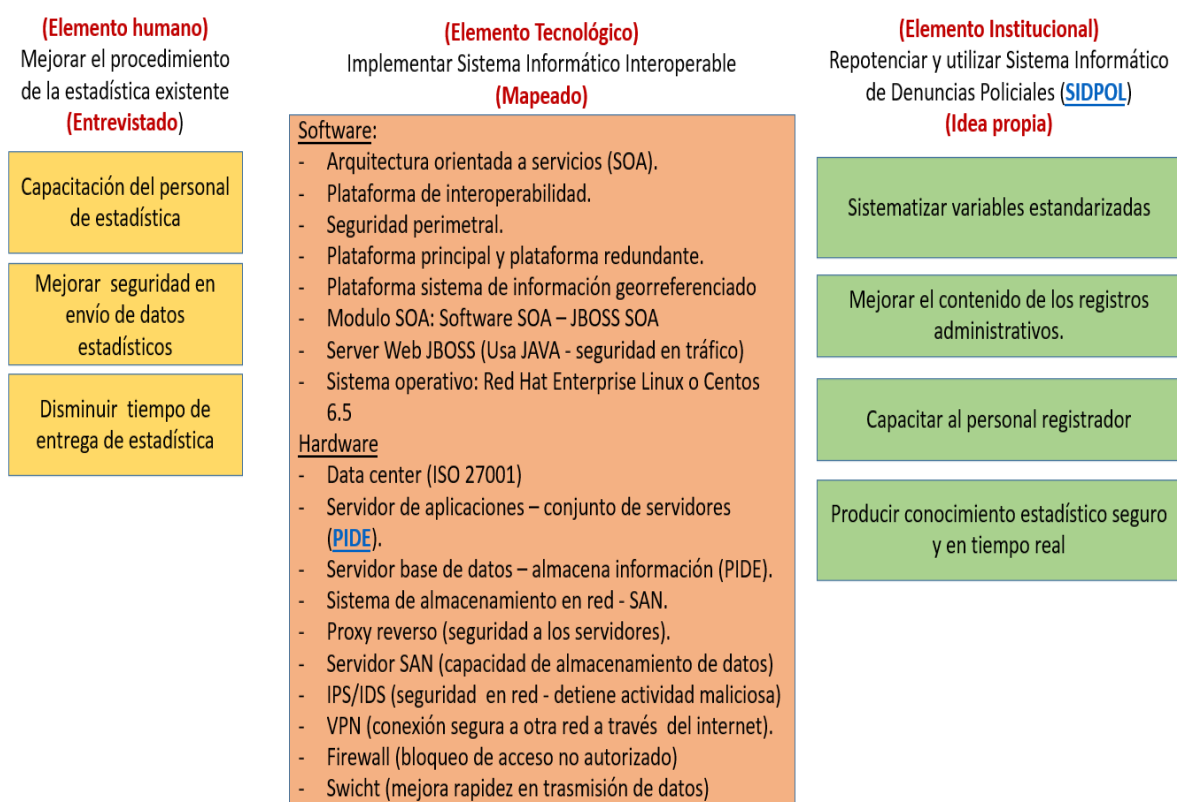 (Elemento humano)
Mejorar el procedimiento
de la estadística existente
(Entrevistado)
Capacitación del personal
de estadística
Mejorar seguridad en
envío de datos
estadísticos
Disminuir tiempo de
entrega de estadística
(Elemento Tecnológico)
Implementar Sistema Informático Interoperable
(Mapeado)
Software:
- Arquitectura orientada a servicios (SOA).
- Plataforma de interoperabilidad.
- Seguridad perimetral.
- Plataforma principal y plataforma redundante.
- Plataforma sistema de información georreferenciado
- Modulo SOA: Software SOA – JBOSS SOA
- Server Web JBOSS (Usa JAVA - seguridad en tráfico)
- Sistema operativo: Red Hat Enterprise Linux o Centos
6.5
Hardware
- Data center (ISO 27001)
- Servidor de aplicaciones – conjunto de servidores
(PIDE).
- Servidor base de datos – almacena información (PIDE).
- Sistema de almacenamiento en red - SAN.
- Proxy reverso (seguridad a los servidores).
- Servidor SAN (capacidad de almacenamiento de datos)
- IPS/IDS (seguridad en red - detiene actividad maliciosa)
- VPN (conexión segura a otra red a través del internet).
- Firewall (bloqueo de acceso no autorizado)
- Swicht (mejora rapidez en trasmisión de datos)
(Elemento Institucional)
Repotenciar y utilizar Sistema Informático
de Denuncias Policiales (SIDPOL)
(Idea propia)
Sistematizar variables estandarizadas
Mejorar el contenido de los registros
administrativos.
Capacitar al personal registrador
Producir conocimiento estadístico seguro
y en tiempo real